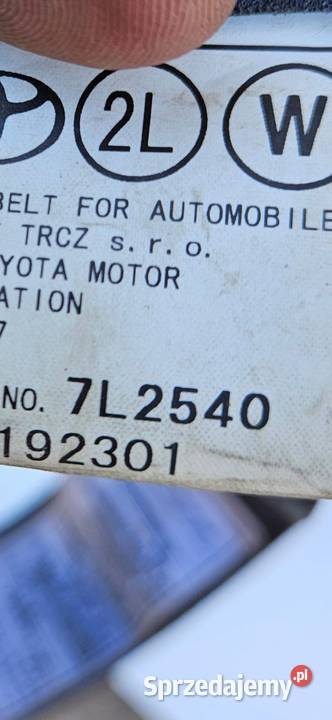 2L W
BELT FOR AUTOMOBILE
TRCZ s. r. o.
YOTA MOTOR
ATION
7
NO. 7L2540
192301
Sprzedajemy.pl